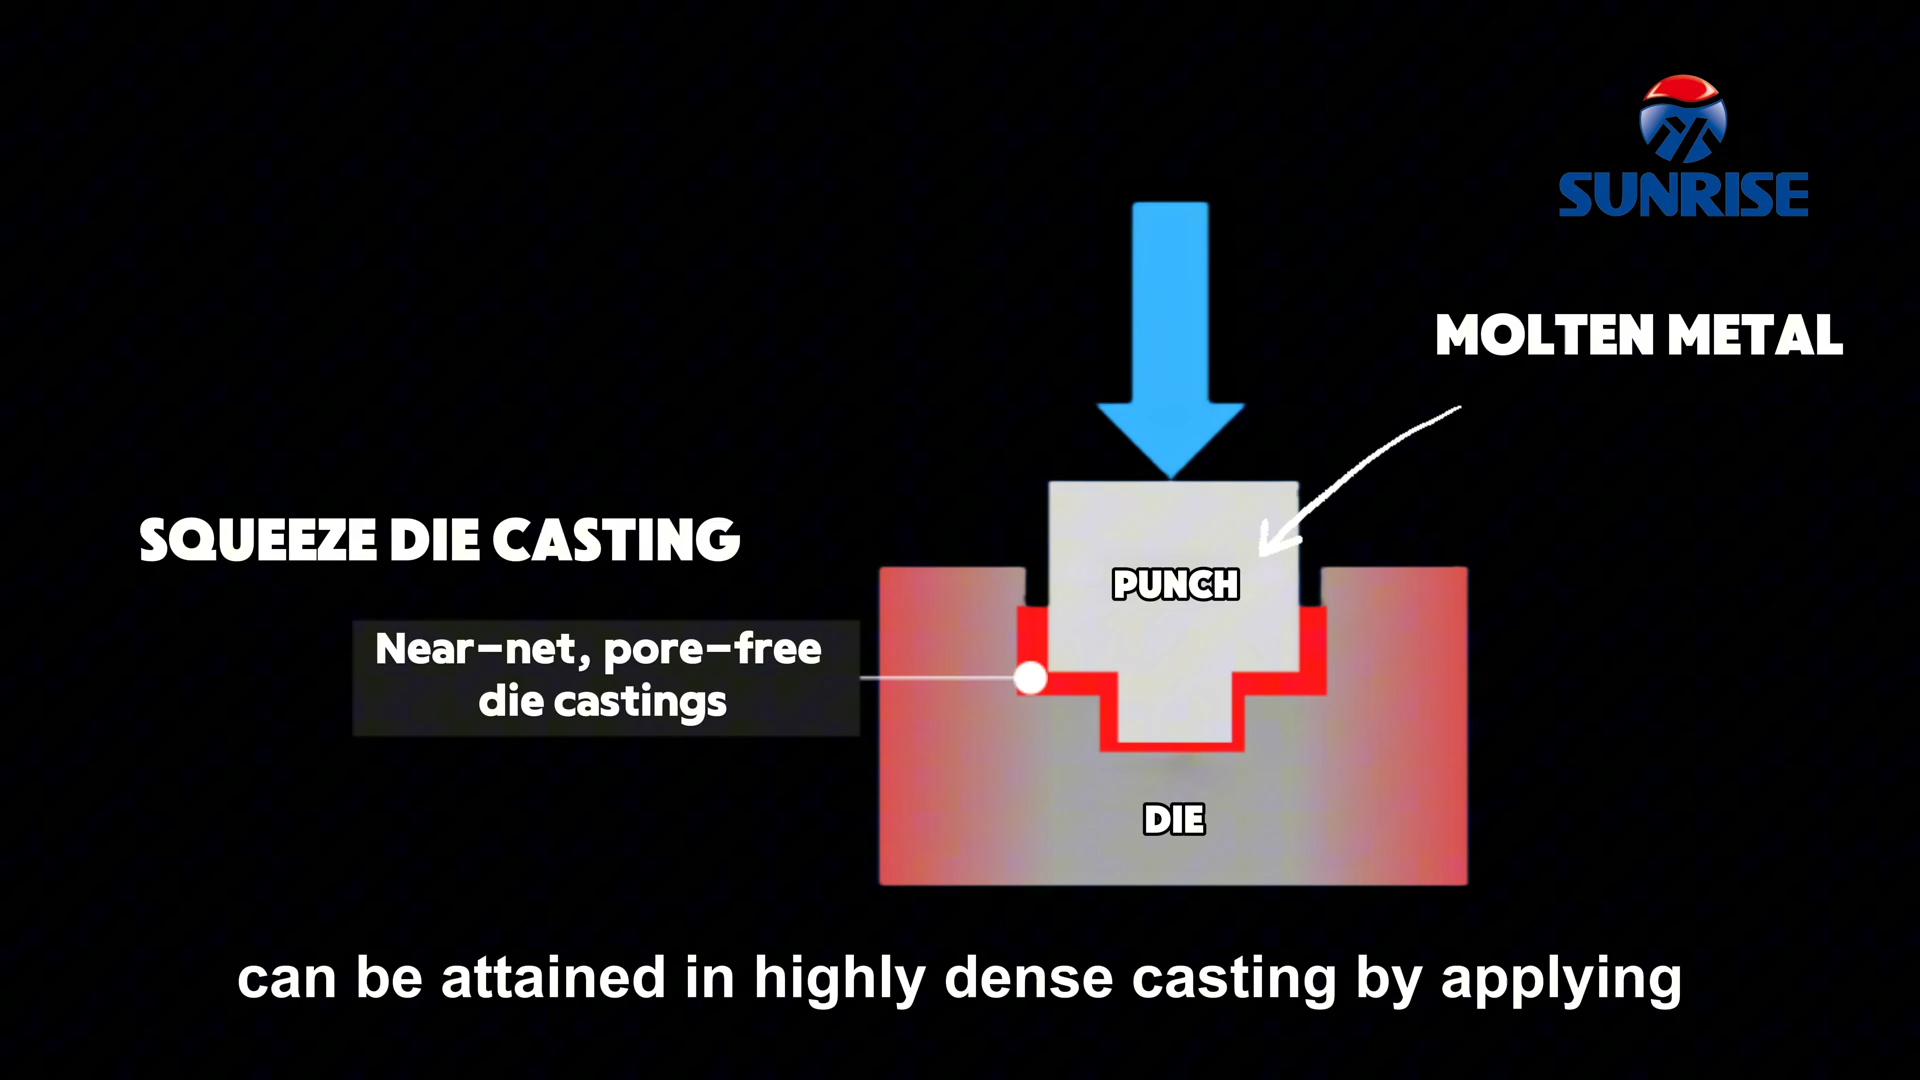 SUNRISE
MOLTEN METAL
SQUEEZE DIE CASTING
PUNCH
Near-net, pore-free
die castings
DIE
can be attained in highly dense casting by applying